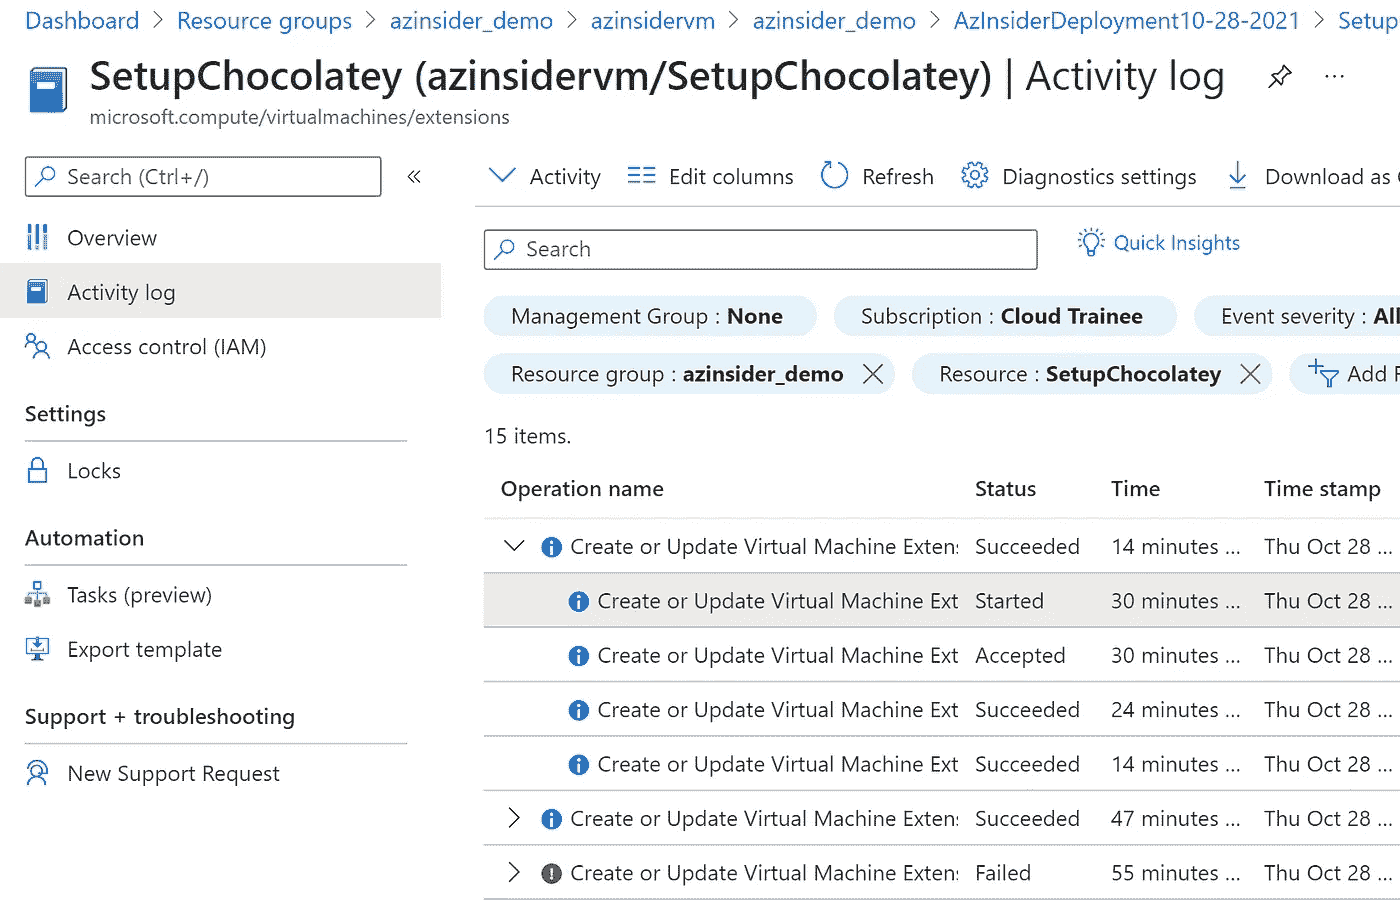 Dashboard > Resource groups > azinsider_demo > azinsidervm > azinsider_demo > AzInsiderDeployment10-28-2021 > Setup
SetupChocolatey (azinsidervm/SetupChocolatey) | Activity log ...
microsoft.compute/virtualmachines/extensions
Search (Ctrl+/) «
Activity Edit columns Refresh Diagnostics settings Download as
Overview
Activity log
Access control (IAM)
Settings
Locks
Automation
Tasks (preview)
Export template
Support + troubleshooting
New Support Request
Search Quick Insights
Management Group : None Subscription : Cloud Trainee Event severity : All
Resource group : azinsider_demo Resource : SetupChocolatey Add F
15 items.
Operation name Status Time Time stamp
Create or Update Virtual Machine Extens Succeeded 14 minutes ... Thu Oct 28 ...
Create or Update Virtual Machine Ext Started 30 minutes ... Thu Oct 28 ...
Create or Update Virtual Machine Ext Accepted 30 minutes ... Thu Oct 28 ...
Create or Update Virtual Machine Ext Succeeded 24 minutes ... Thu Oct 28 ...
Create or Update Virtual Machine Ext Succeeded 14 minutes ... Thu Oct 28 ...
Create or Update Virtual Machine Extens Succeeded 47 minutes ... Thu Oct 28 ...
Create or Update Virtual Machine Extens Failed 55 minutes ... Thu Oct 28 ...